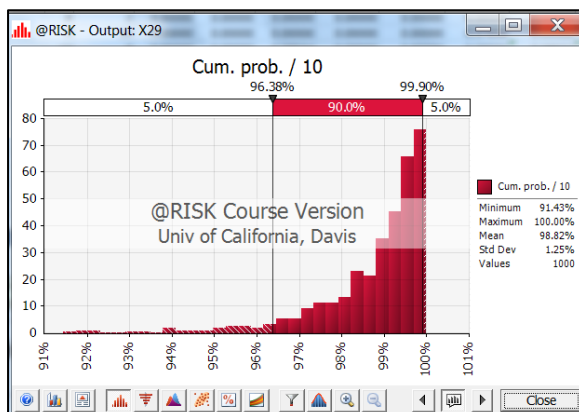 @RISK - Output: X29
Cum. prob. / 10
96.38% 99.90%
5.0% 90.0% 5.0%
80
70
60
50
40
30
20
10
0
91% 92% 93% 94% 95% 96% 97% 98% 99% 100% 101%
@RISK Course Version
Univ of California, Davis
Cum. prob. / 10
Minimum 91.43%
Maximum 100.00%
Mean 98.82%
Std Dev 1.25%
Values 1000
Close